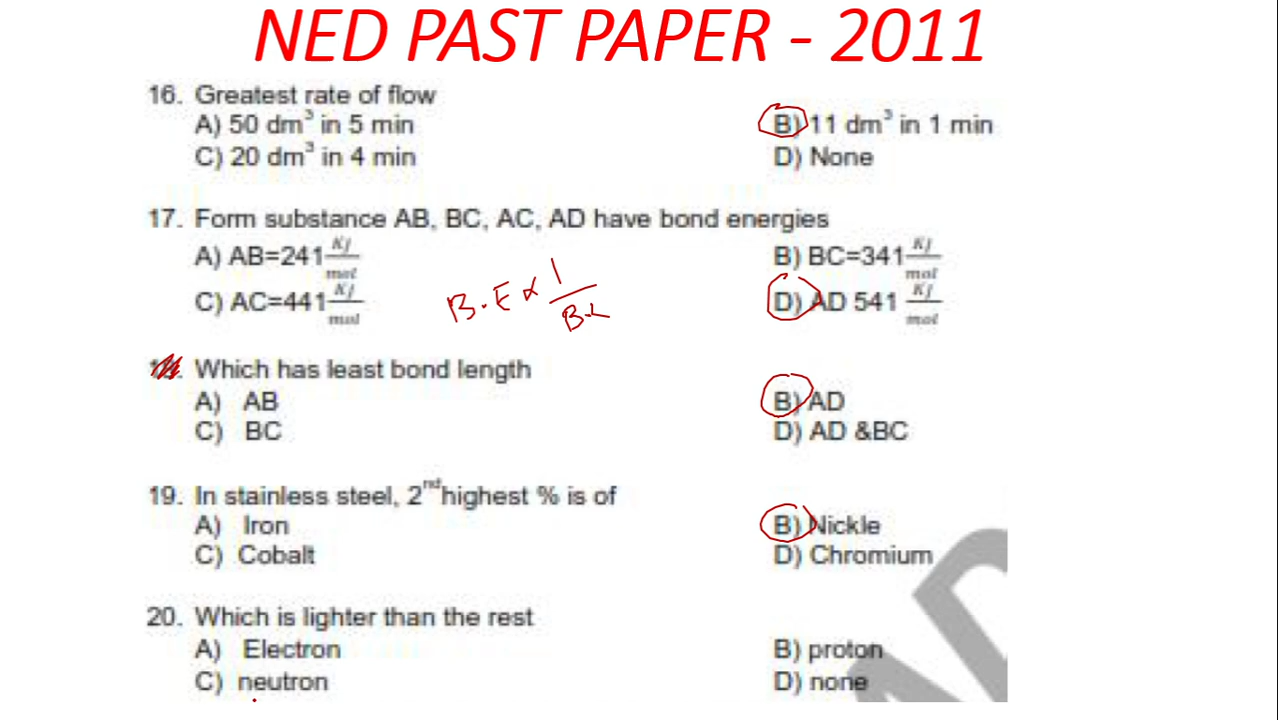 NED PAST PAPER - 2011
16. Greatest rate of flow
A) 50 dm³ in 5 min B) 11 dm³ in 1 min
C) 20 dm³ in 4 min D) None
17. Form substance AB, BC, AC, AD have bond energies
A) AB=241 KJ/mol B) BC=341 KJ/mol
C) AC=441 KJ/mol D) AD 541 KJ/mol
B.E ∝ 1/B.L
Which has least bond length
A) AB B) AD
C) BC D) AD &BC
19. In stainless steel, 2nd highest % is of
A) Iron B) Nickle
C) Cobalt D) Chromium
20. Which is lighter than the rest
A) Electron B) proton
C) neutron D) none